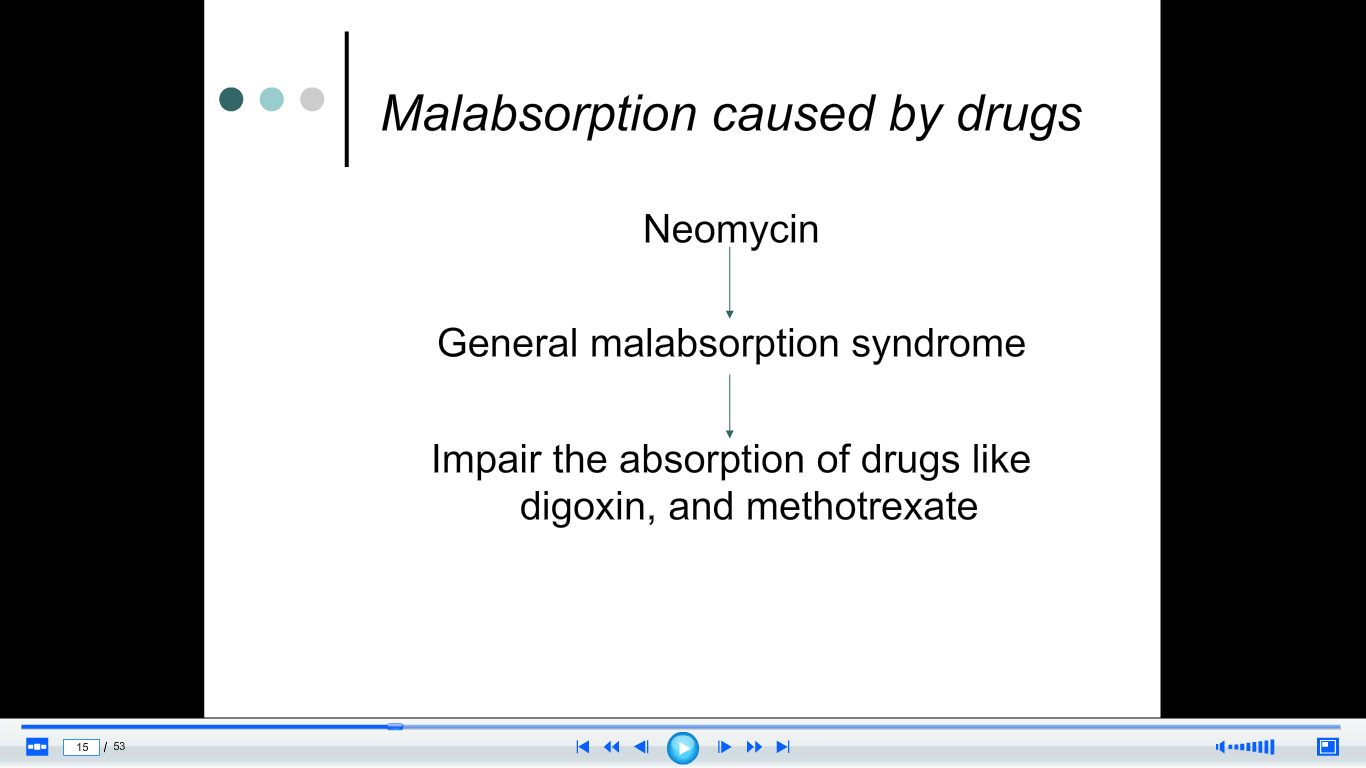 Malabsorption caused by drugs
Neomycin
General malabsorption syndrome
Impair the absorption of drugs like
digoxin, and methotrexate
15 / 53